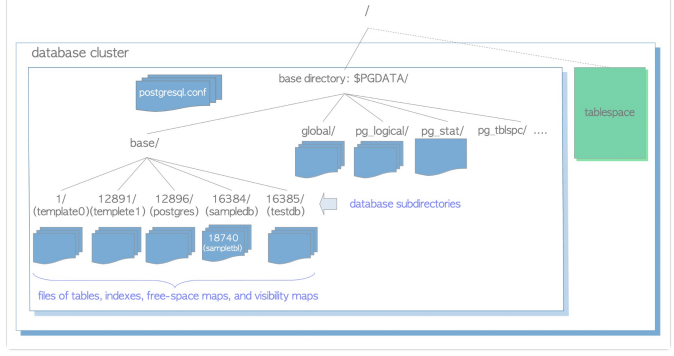 /
database cluster
base directory: $PGDATA/
postgresql.conf
tablespace
global/ pg_logical/ pg_stat/ pg_tblspc/ ....
base/
1/ 12891/ 12896/ 16384/ 16385/
(template0)(templete1) (postgres) (sampledb) (testdb)
database subdirectories
18740
(sampletbl)
files of tables, indexes, free-space maps, and visibility maps